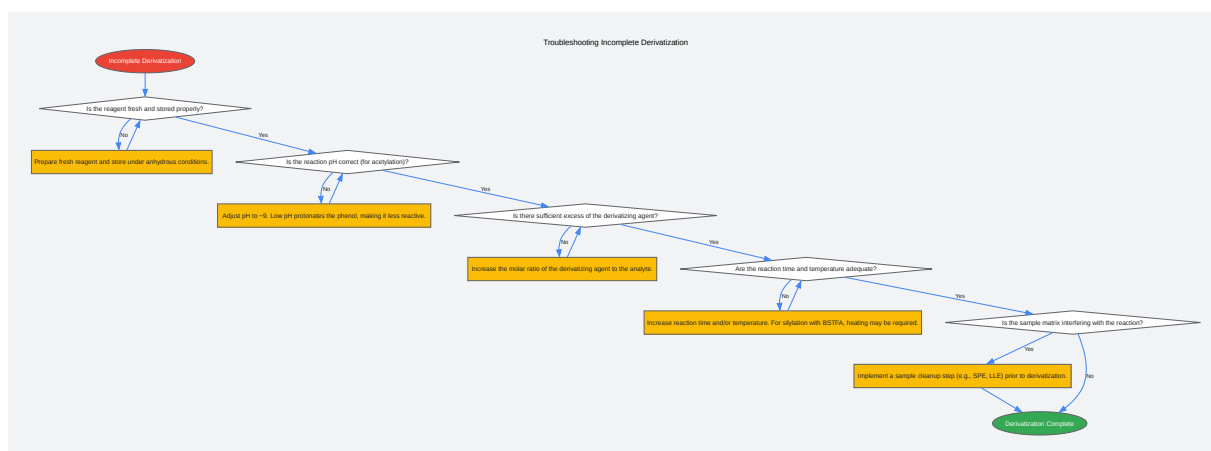 Troubleshooting Incomplete Derivatization
Incomplete Derivatization
Is the reagent fresh and stored properly?
No
Yes
Prepare fresh reagent and store under anhydrous conditions.
Is the reaction pH correct (for acetylation)?
No
Yes
Adjust pH to ~9. Low pH protonates the phenol, making it less reactive.
Is there sufficient excess of the derivatizing agent?
No
Yes
Increase the molar ratio of the derivatizing agent to the analyte.
Are the reaction time and temperature adequate?
No
Yes
Increase reaction time and/or temperature. For silylation with BSTFA, heating may be required.
Is the sample matrix interfering with the reaction?
Yes
No
Implement a sample cleanup step (e.g., SPE, LLE) prior to derivatization.
Derivatization Complete